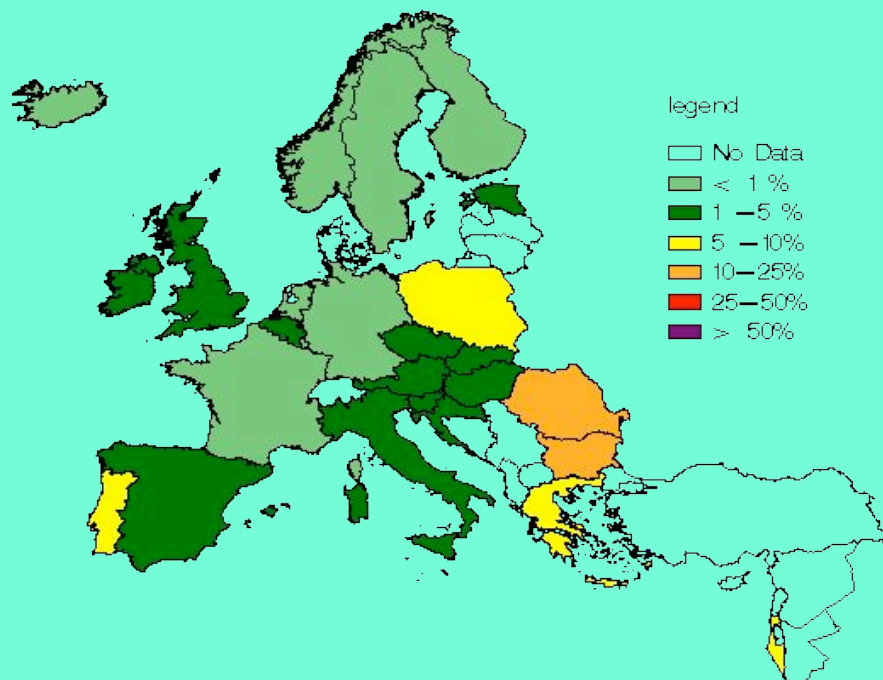 legend
No Data
< 1 %
1 –5 %
5 –10%
10–25%
25–50%
> 50%